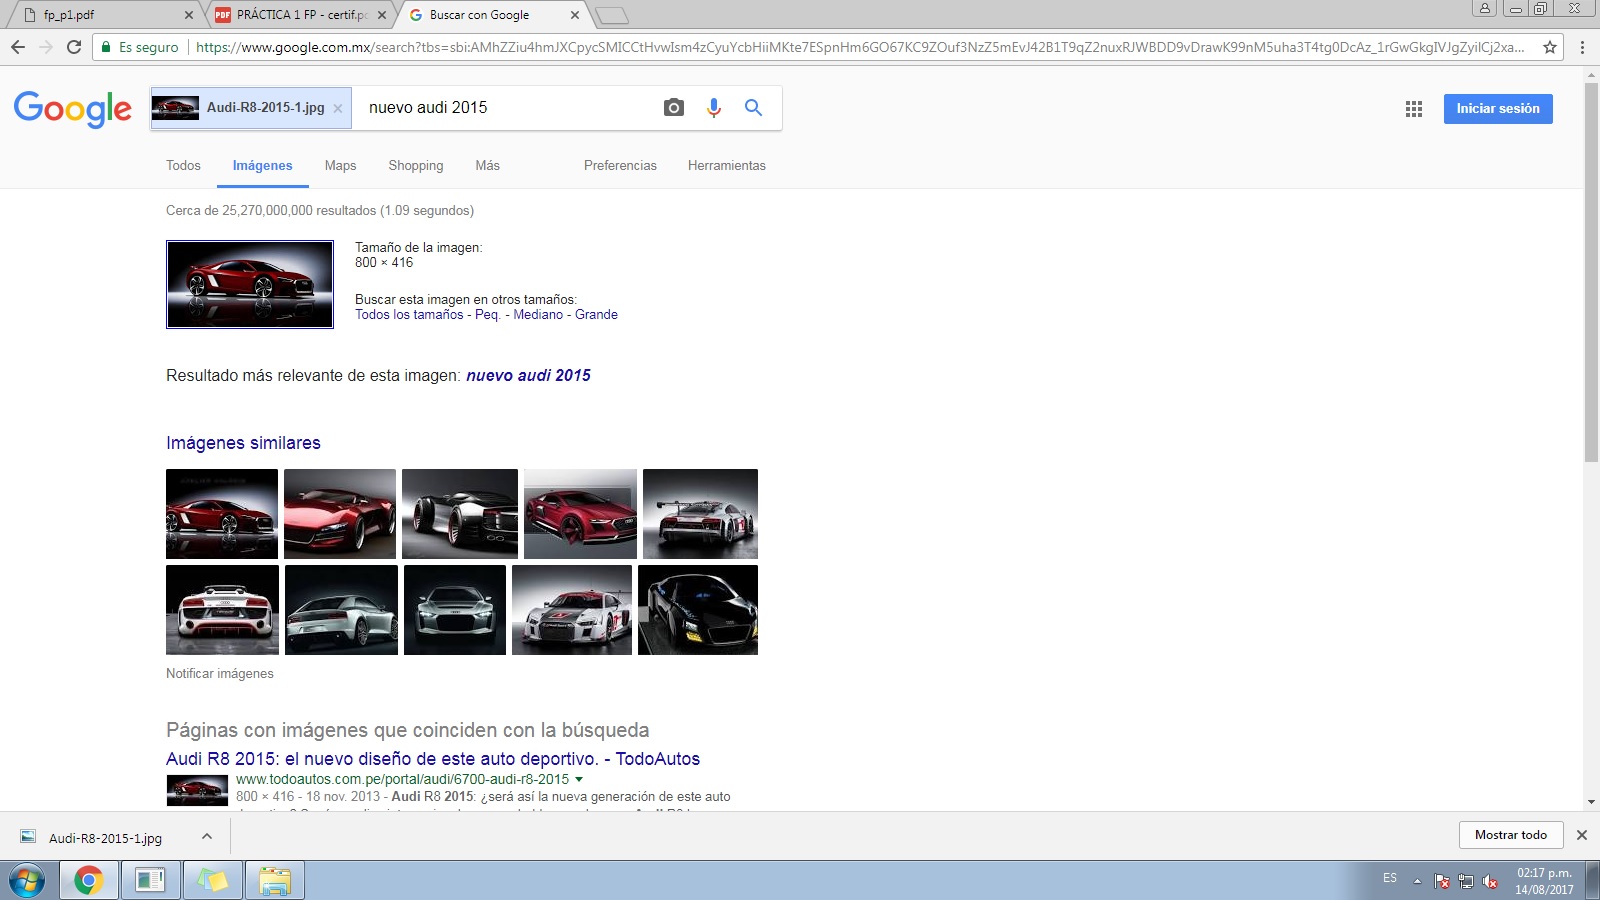 fp_p1.pdf
PRÁCTICA 1 FP - certif.pd
Buscar con Google
Es seguro
https://www.google.com.mx/search?tbs=sbi:AMhZZiu4hmJXCpycSMICCtHvwIsm4zCyuYcbHiiMKte7ESpnHm6GO67KC9ZOuf3NzZ5mEvJ42B1T9qZ2nuxRJWBDD9vDrawK99nM5uha3T4tg0DcAz_1rGwGkgIVJgZyilCj2xa...
Google
Audi-R8-2015-1.jpg
nuevo audi 2015
Iniciar sesión
Todos
Imágenes
Maps
Shopping
Más
Preferencias
Herramientas
Cerca de 25,270,000,000 resultados (1.09 segundos)
Tamaño de la imagen:
800 × 416
Buscar esta imagen en otros tamaños:
Todos los tamaños - Peq. - Mediano - Grande
Resultado más relevante de esta imagen: nuevo audi 2015
Imágenes similares
Notificar imágenes
Páginas con imágenes que coinciden con la búsqueda
Audi R8 2015: el nuevo diseño de este auto deportivo. - TodoAutos
www.todoautos.com.pe/portal/audi/6700-audi-r8-2015
800 × 416 - 18 nov. 2013 - Audi R8 2015: ¿será así la nueva generación de este auto
Audi-R8-2015-1.jpg
Mostrar todo
ES
02:17 p.m.
14/08/2017